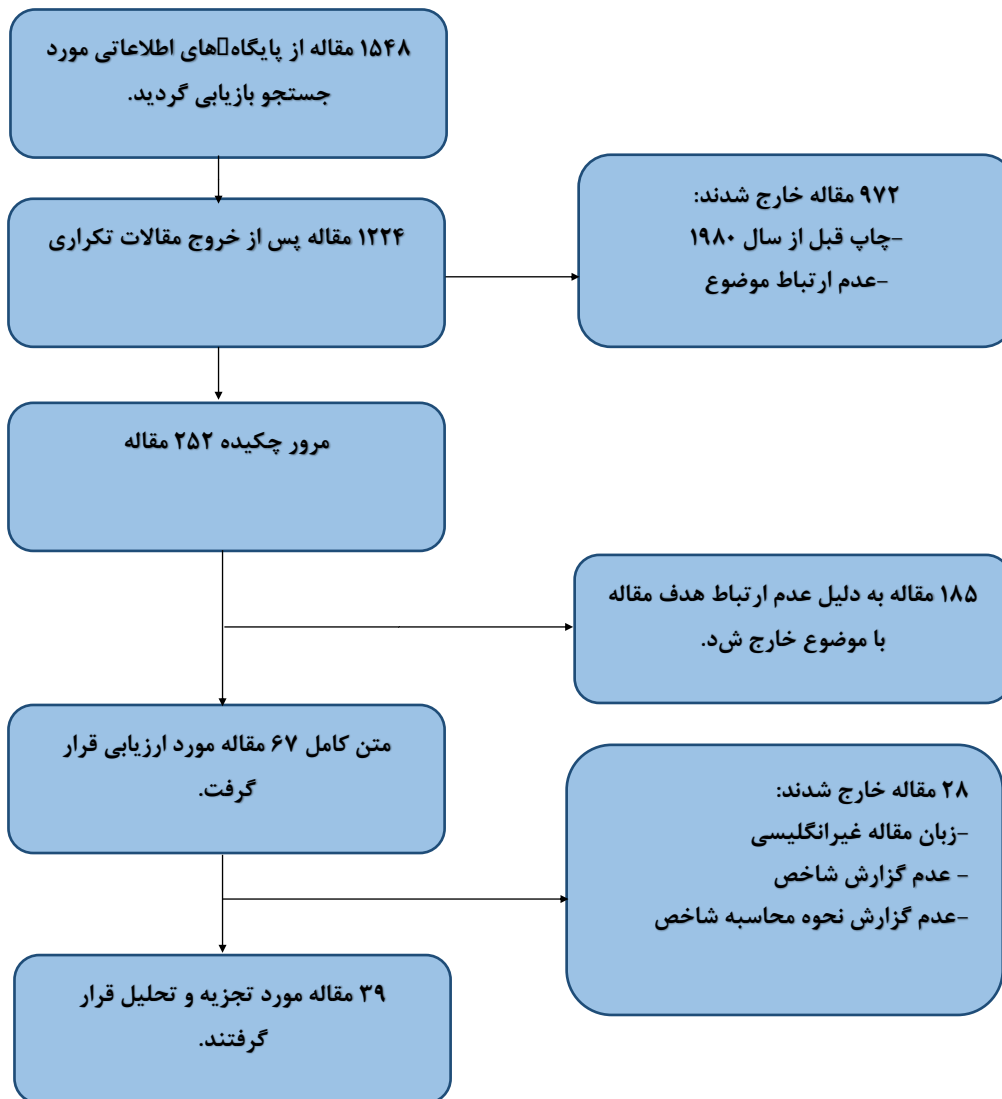 ۱۵۴۸ مقاله از پایگاه‌های اطلاعاتی مورد
جستجو بازیابی گردید.
۱۲۲۴ مقاله پس از خروج مقالات تکراری
۹۷۲ مقاله خارج شدند:
-چاپ قبل از سال ۱۹۸۰
-عدم ارتباط موضوع
مرور چکیده ۲۵۲ مقاله
۱۸۵ مقاله به دلیل عدم ارتباط هدف مقاله
با موضوع خارج شد.
متن کامل ۶۷ مقاله مورد ارزیابی قرار
گرفت.
۲۸ مقاله خارج شدند:
-زبان مقاله غیرانگلیسی
- عدم گزارش شاخص
-عدم گزارش نحوه محاسبه شاخص
۳۹ مقاله مورد تجزیه و تحلیل قرار
گرفتند.